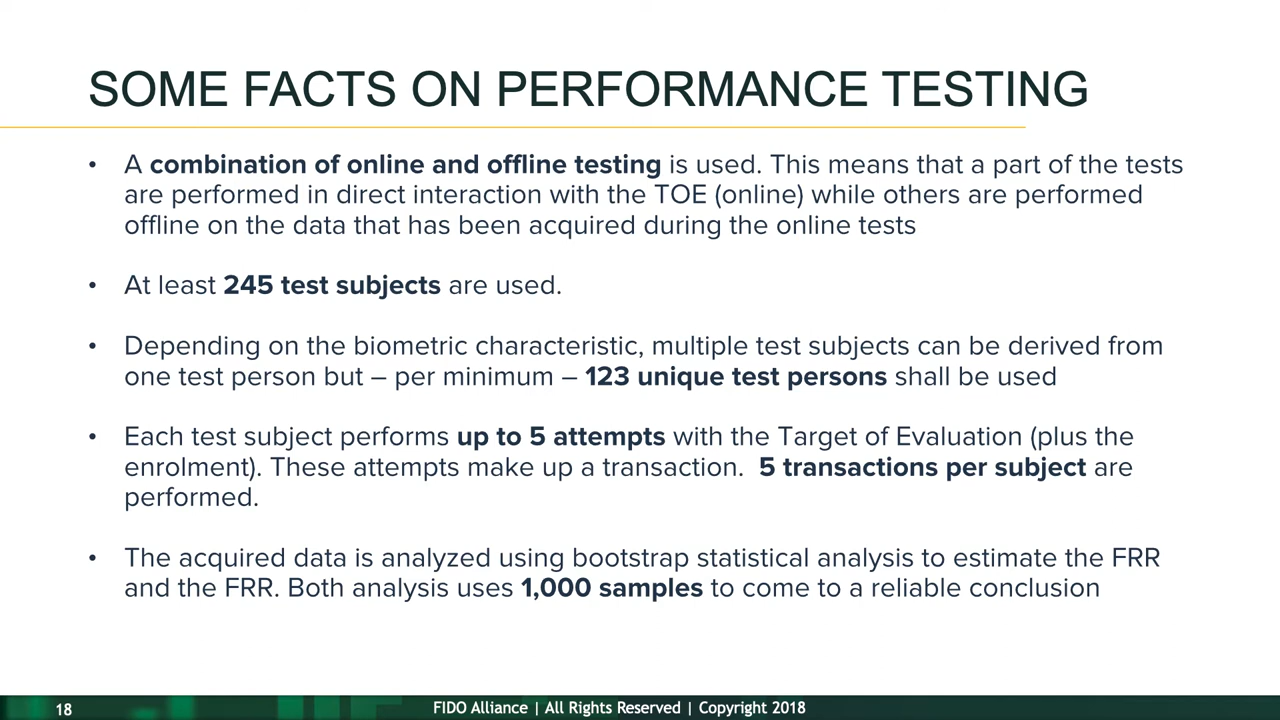 SOME FACTS ON PERFORMANCE TESTING
• A combination of online and offline testing is used. This means that a part of the tests
are performed in direct interaction with the TOE (online) while others are performed
offline on the data that has been acquired during the online tests
• At least 245 test subjects are used.
• Depending on the biometric characteristic, multiple test subjects can be derived from
one test person but – per minimum – 123 unique test persons shall be used
• Each test subject performs up to 5 attempts with the Target of Evaluation (plus the
enrolment). These attempts make up a transaction. 5 transactions per subject are
performed.
• The acquired data is analyzed using bootstrap statistical analysis to estimate the FRR
and the FRR. Both analysis uses 1,000 samples to come to a reliable conclusion
18
FIDO Alliance | All Rights Reserved | Copyright 2018